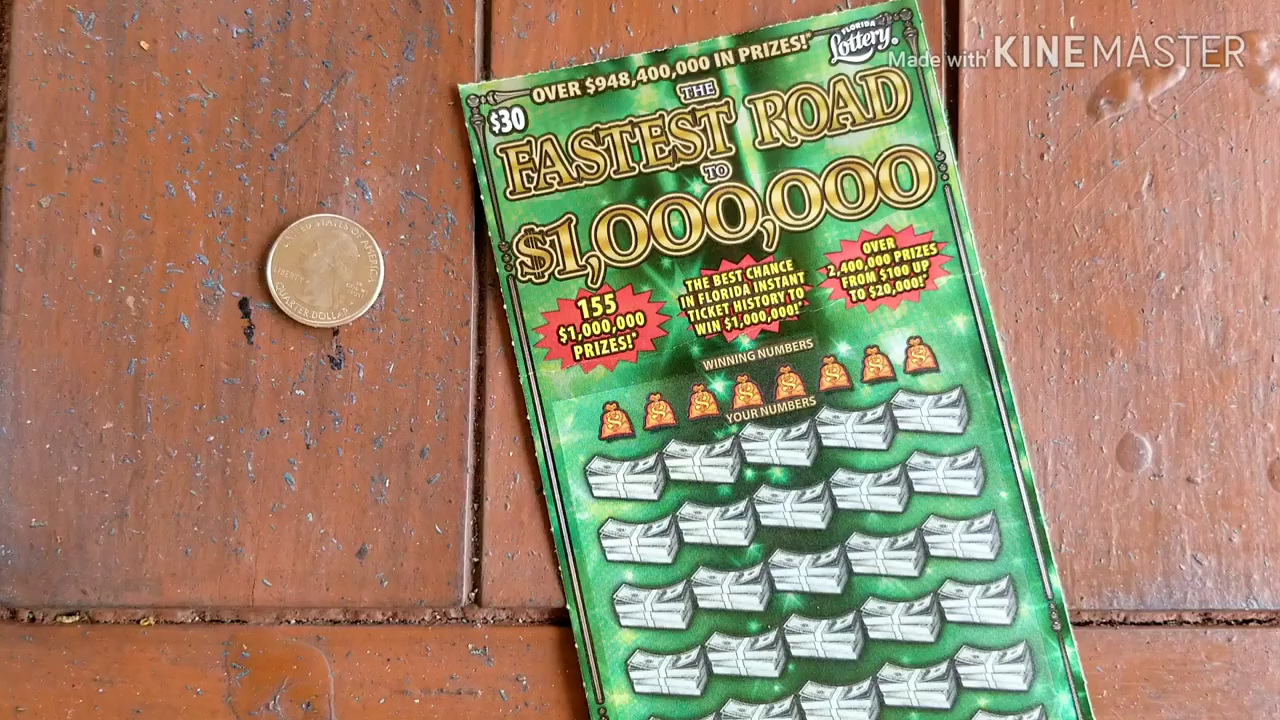 Made with KINEMASTER
FLORIDA
Lottery
OVER $948,400,000 IN PRIZES!*
$30
THE
FASTEST ROAD
TO
$1,000,000
155
$1,000,000
PRIZES!*
THE BEST CHANCE
IN FLORIDA INSTANT
TICKET HISTORY TO
WIN $1,000,000!*
OVER
2,400,000 PRIZES
FROM $100 UP
TO $20,000!*
WINNING NUMBERS
YOUR NUMBERS
UNITED STATES OF AMERICA
LIBERTY
QUARTER DOLLAR